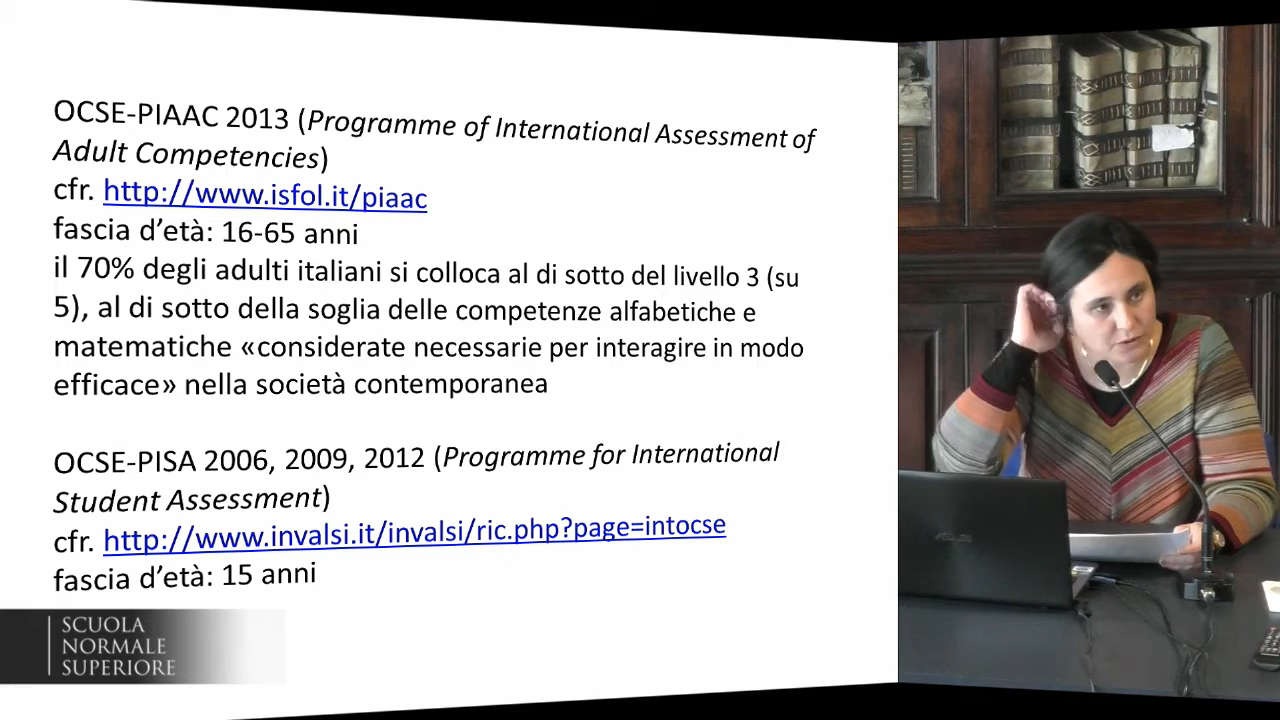 OCSE-PIAAC 2013 (Programme of International Assessment of
Adult Competencies)
cfr. http://www.isfol.it/piaac
fascia d'età: 16-65 anni
il 70% degli adulti italiani si colloca al di sotto del livello 3 (su
5), al di sotto della soglia delle competenze alfabetiche e
matematiche «considerate necessarie per interagire in modo
efficace» nella società contemporanea
OCSE-PISA 2006, 2009, 2012 (Programme for International
Student Assessment)
cfr. http://www.invalsi.it/invalsi/ric.php?page=intocse
fascia d'età: 15 anni
SCUOLA
NORMALE
SUPERIORE